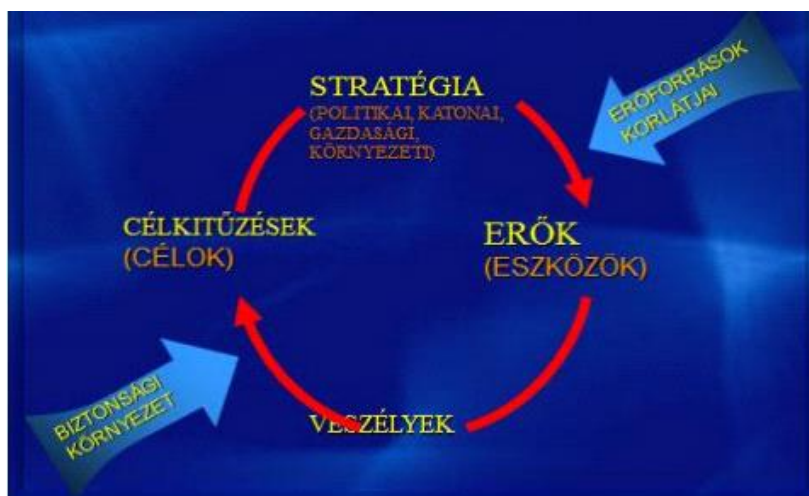 STRATÉGIA
(POLITIKAI, KATONAI,
GAZDASÁGI,
KÖRNYEZETI)
ERŐFORRÁSOK
KORLÁTJAI
CÉLKITŰZÉSEK
(CÉLOK)
ERŐK
(ESZKÖZÖK)
BIZTONSÁGI
KÖRNYEZET
VESZÉLYEK